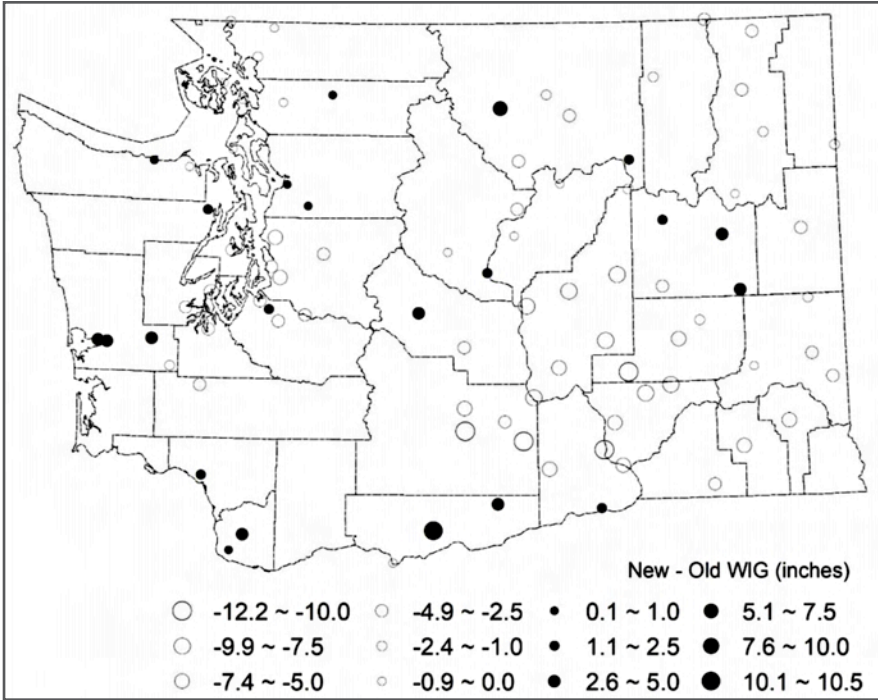 New - Old WIG (inches)
-12.2 ~ -10.0 -4.9 ~ -2.5 0.1 ~ 1.0 5.1 ~ 7.5
-9.9 ~ -7.5 -2.4 ~ -1.0 1.1 ~ 2.5 7.6 ~ 10.0
-7.4 ~ -5.0 -0.9 ~ 0.0 2.6 ~ 5.0 10.1 ~ 10.5